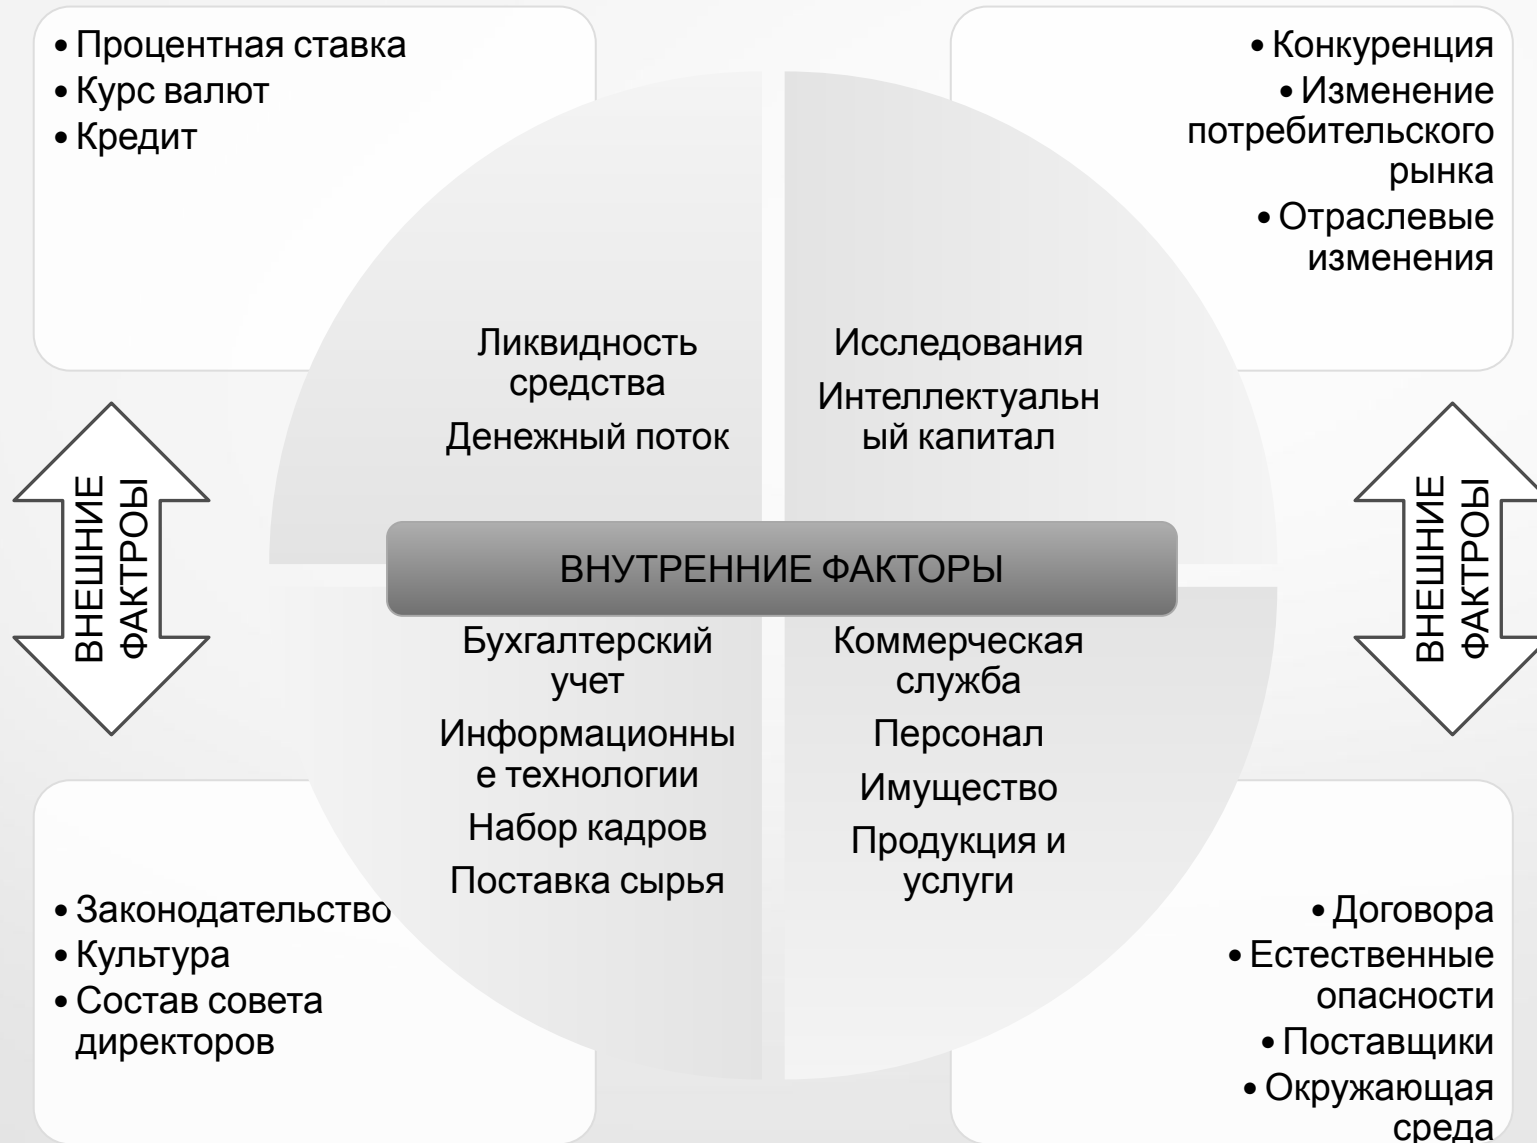 • Процентная ставка
• Курс валют
• Кредит
• Конкуренция
• Изменение
потребительского
рынка
• Отраслевые
изменения
Ликвидность
средства
Денежный поток
Исследования
Интеллектуальн
ый капитал
ВНЕШНИЕ
ФАКТРОЫ
ВНУТРЕННИЕ ФАКТОРЫ
ВНЕШНИЕ
ФАКТРОЫ
Бухгалтерский
учет
Информационны
е технологии
Набор кадров
Поставка сырья
Коммерческая
служба
Персонал
Имущество
Продукция и
услуги
• Законодательство
• Культура
• Состав совета
директоров
• Договора
• Естественные
опасности
• Поставщики
• Окружающая
среда